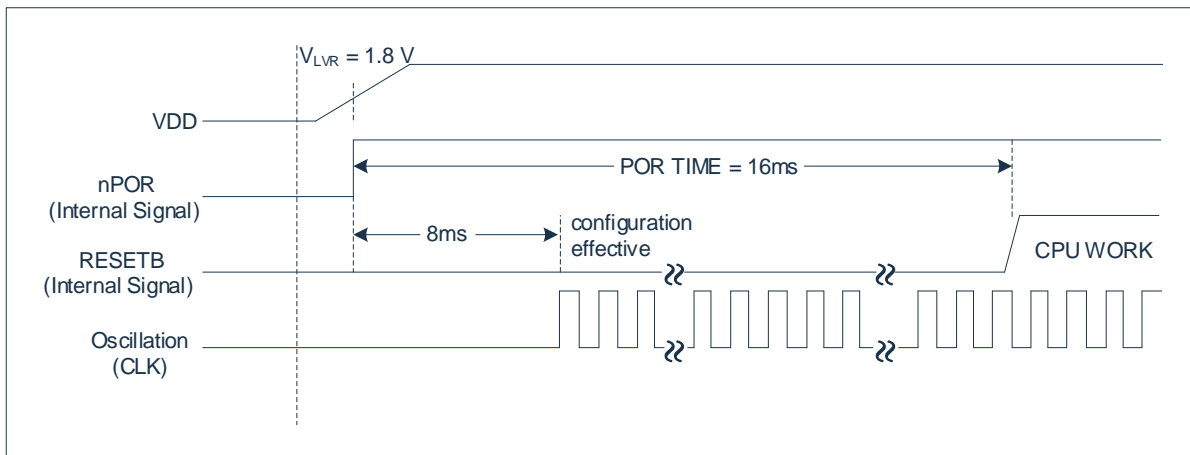 VLVR = 1.8 V
VDD
POR TIME = 16ms
nPOR
(Internal Signal)
8ms
configuration
effective
RESETB
(Internal Signal)
CPU WORK
Oscillation
(CLK)